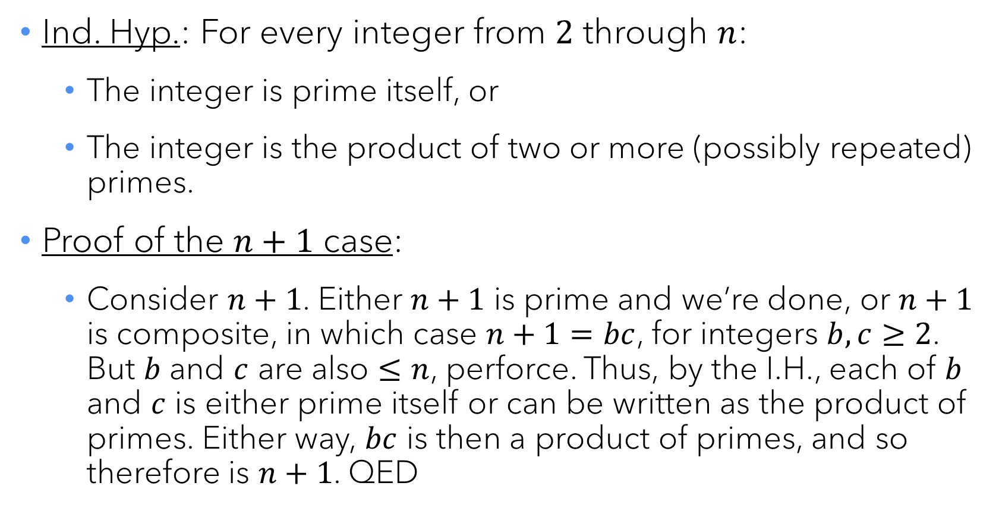 • Ind. Hyp.: For every integer from 2 through n:
• The integer is prime itself, or
• The integer is the product of two or more (possibly repeated)
primes.
• Proof of the n + 1 case:
• Consider n + 1. Either n + 1 is prime and we’re done, or n + 1
is composite, in which case n + 1 = bc, for integers b, c ≥ 2.
But b and c are also ≤ n, perforce. Thus, by the I.H., each of b
and c is either prime itself or can be written as the product of
primes. Either way, bc is then a product of primes, and so
therefore is n + 1. QED